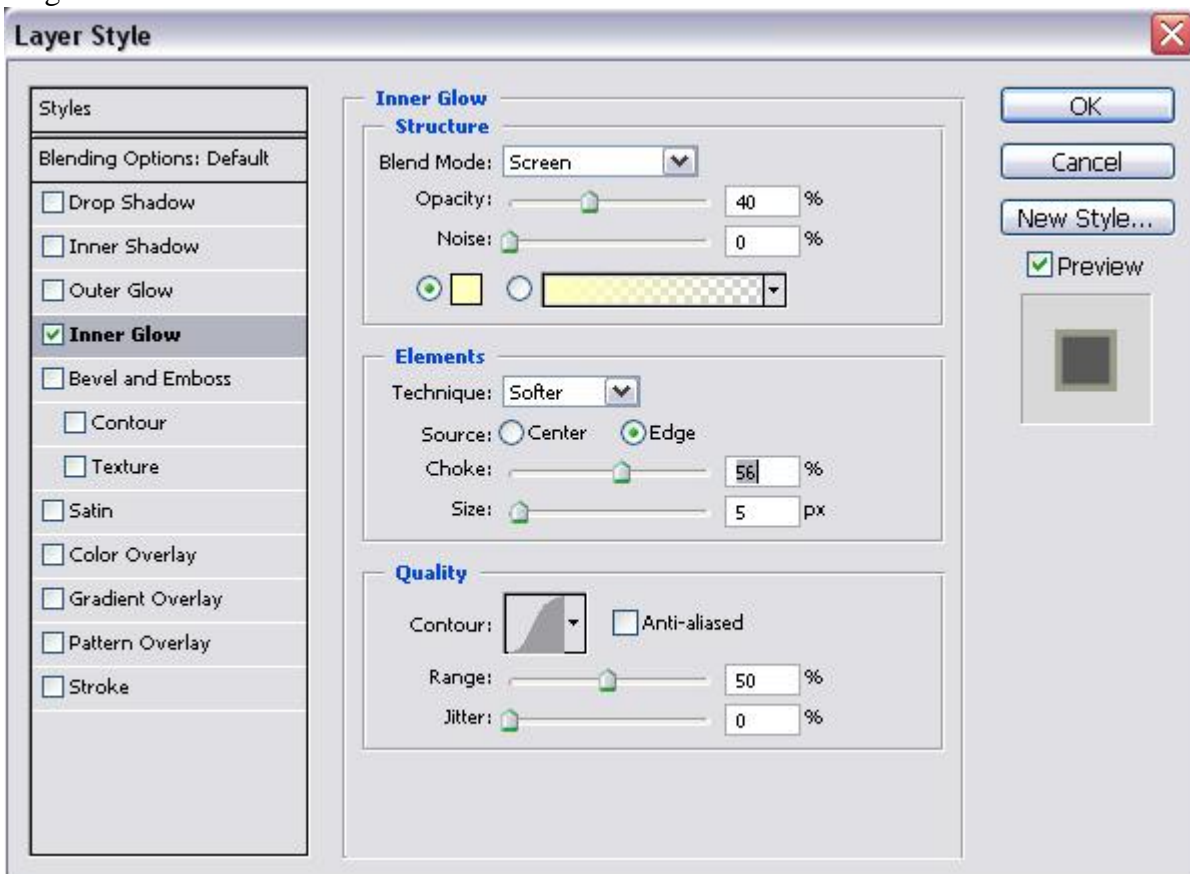 Layer Style
Styles
Blending Options: Default
Drop Shadow
Inner Shadow
Outer Glow
Inner Glow
Bevel and Emboss
Contour
Texture
Satin
Color Overlay
Gradient Overlay
Pattern Overlay
Stroke
Inner Glow
Structure
Blend Mode: Screen
Opacity: 40 %
Noise: 0 %
Elements
Technique: Softer
Source: Center Edge
Choke: 56 %
Size: 5 px
Quality
Contour: Anti-aliased
Range: 50 %
Jitter: 0 %
OK
Cancel
New Style...
Preview